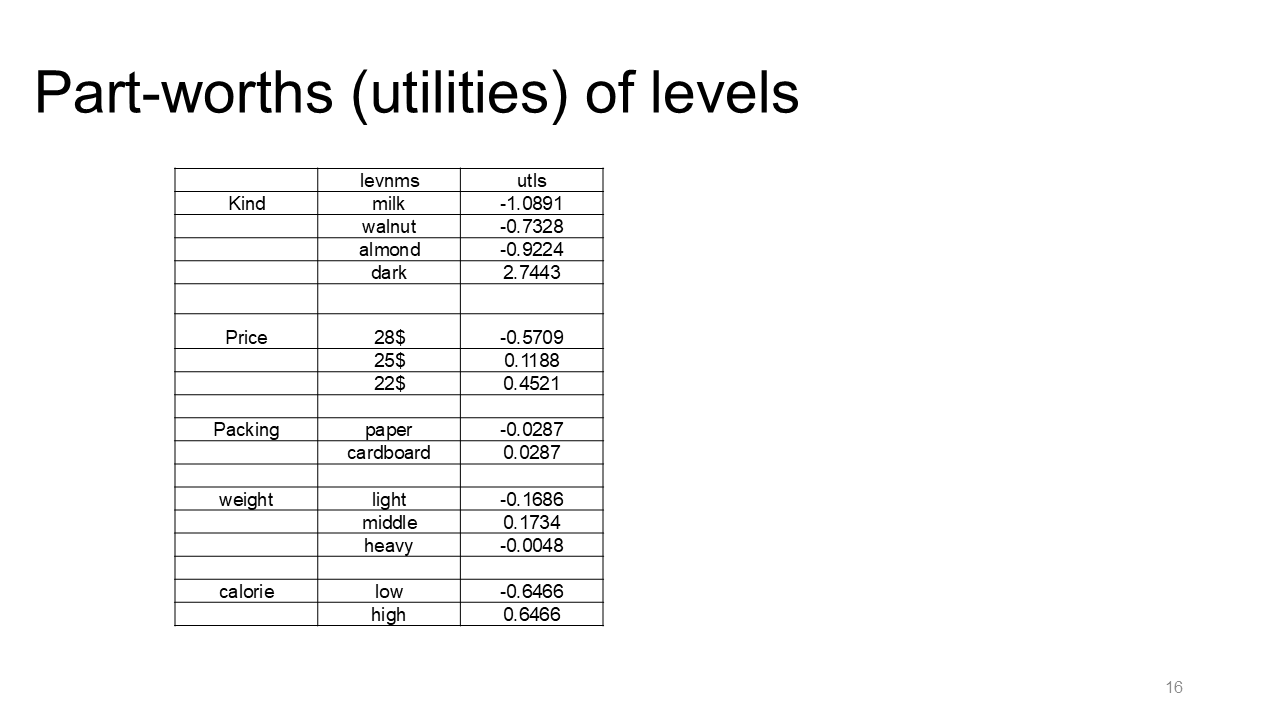 Part-worths (utilities) of levels
levnms utls
Kind milk -1.0891
walnut -0.7328
almond -0.9224
dark 2.7443
Price 28$ -0.5709
25$ 0.1188
22$ 0.4521
Packing paper -0.0287
cardboard 0.0287
weight light -0.1686
middle 0.1734
heavy -0.0048
calorie low -0.6466
high 0.6466
16